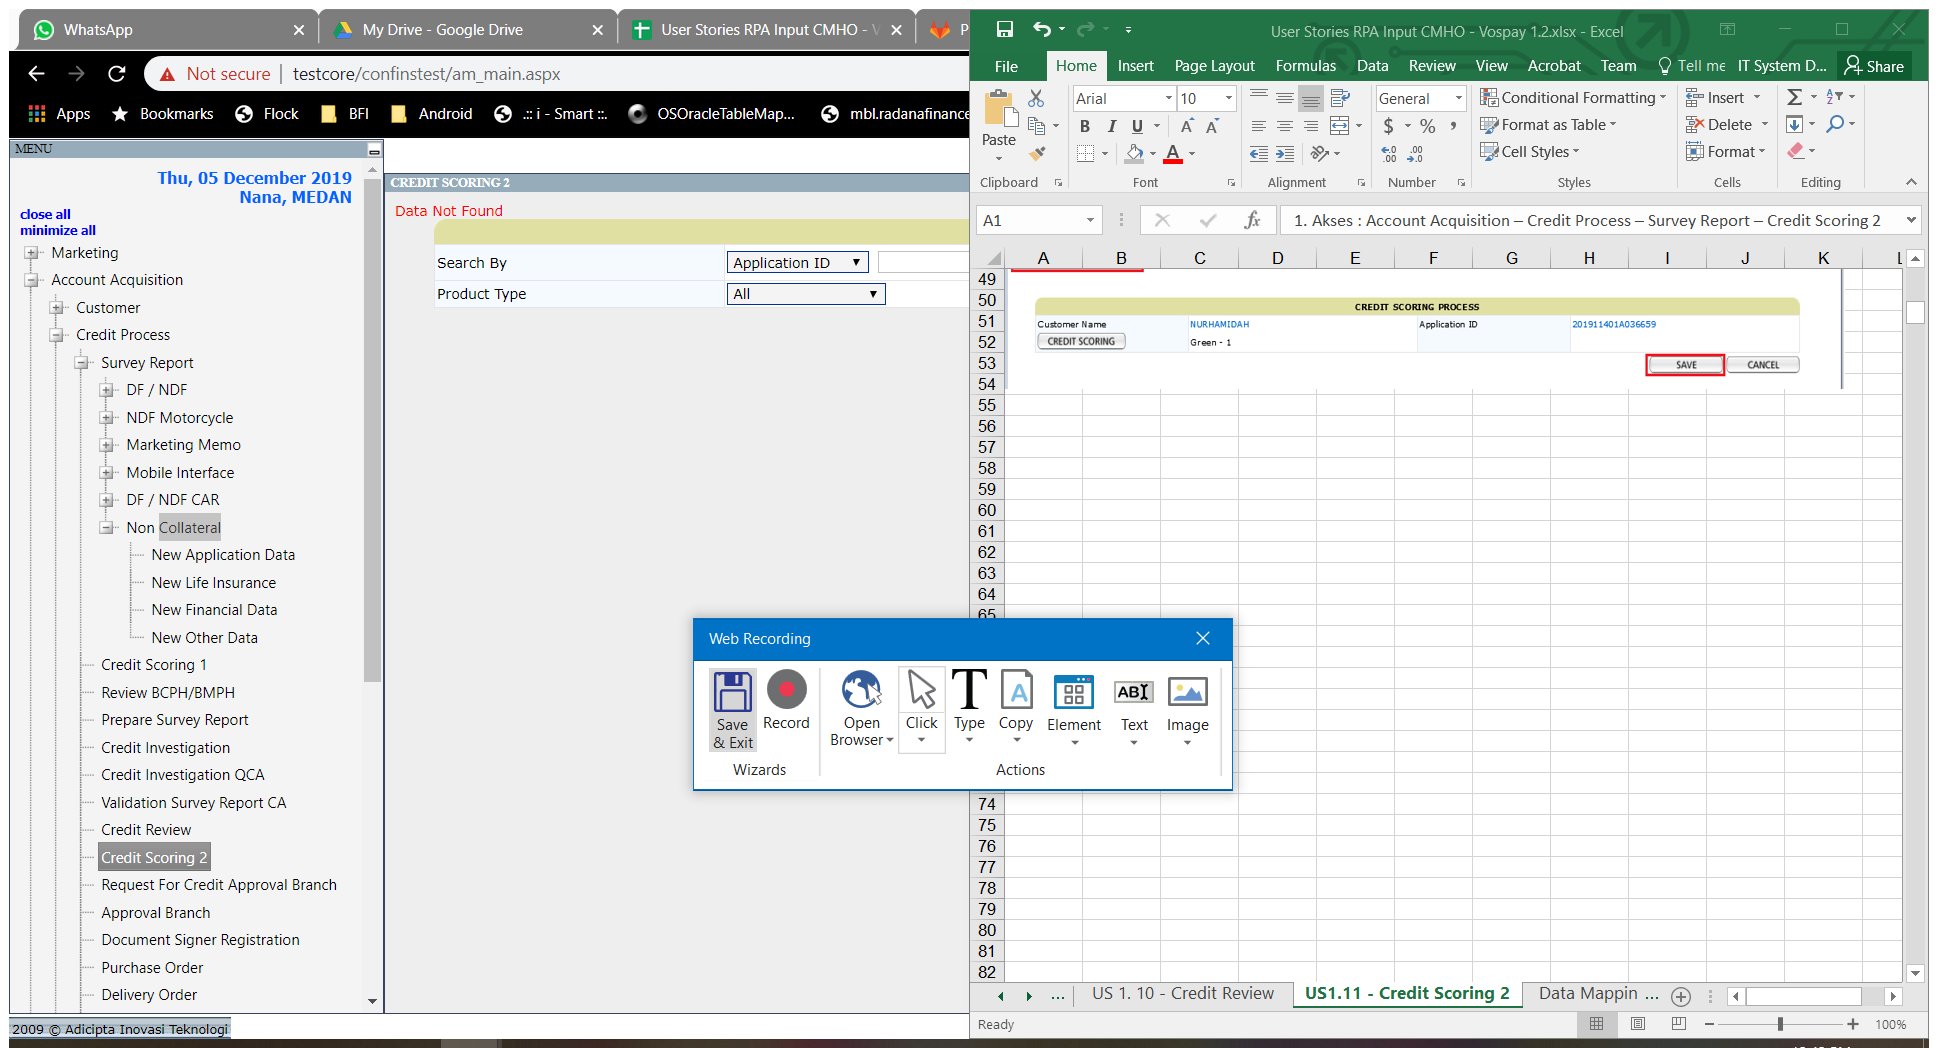 WhatsApp
My Drive - Google Drive
User Stories RPA Input CMHO - V
P
Not secure | testcore/confinstest/am_main.aspx
Apps
Bookmarks
Flock
BFI
Android
.:: i - Smart ::.
OSOracleTableMap...
mbl.radanafinance
MENU
Thu, 05 December 2019
Nana, MEDAN
close all
minimize all
Marketing
Account Acquisition
Customer
Credit Process
Survey Report
DF / NDF
NDF Motorcycle
Marketing Memo
Mobile Interface
DF / NDF CAR
Non Collateral
New Application Data
New Life Insurance
New Financial Data
New Other Data
Credit Scoring 1
Review BCPH/BMPH
Prepare Survey Report
Credit Investigation
Credit Investigation QCA
Validation Survey Report CA
Credit Review
Credit Scoring 2
Request For Credit Approval Branch
Approval Branch
Document Signer Registration
Purchase Order
Delivery Order
2009 © Adicipta Inovasi Teknologi
CREDIT SCORING 2
Data Not Found
Search By
Application ID
Product Type
All
User Stories RPA Input CMHO - Vospay 1.2.xlsx - Excel
File Home Insert Page Layout Formulas Data Review View Acrobat Team Tell me IT System D... Share
Paste
Clipboard
Arial 10
B I U
Font
Alignment
General
$ % ,
Number
Conditional Formatting
Format as Table
Cell Styles
Styles
Insert
Delete
Format
Cells
Editing
A1
fx
1. Akses : Account Acquisition – Credit Process – Survey Report – Credit Scoring 2
A B C D E F G H I J K L
49
50
51
52
53
54
55
56
57
58
59
60
61
62
63
64
65
74
75
76
77
78
79
80
81
82
CREDIT SCORING PROCESS
Customer Name NURHAMIDAH Application ID 201911401A036659
CREDIT SCORING Green - 1
SAVE CANCEL
Web Recording
Save & Exit
Record
Wizards
Open Browser
Click
Type
Copy
Element
Text
Image
Actions
... US 1. 10 - Credit Review US1.11 - Credit Scoring 2 Data Mappin ...
Ready
100%